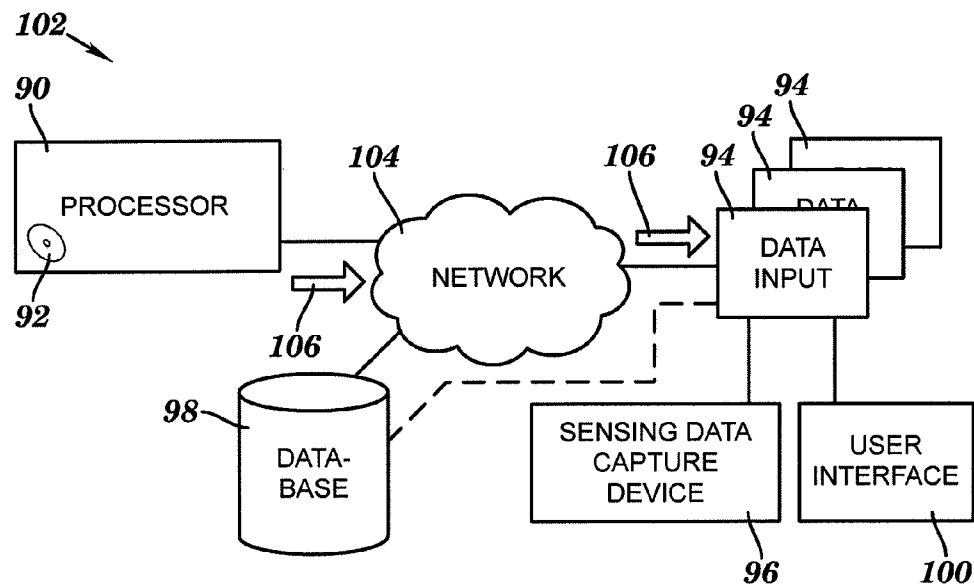 102
90
94
94
104
106
94
PROCESSOR
DATA
NETWORK
DATA
INPUT
92
106
98
DATA-
BASE
SENSING DATA
CAPTURE
DEVICE
USER
INTERFACE
96
100